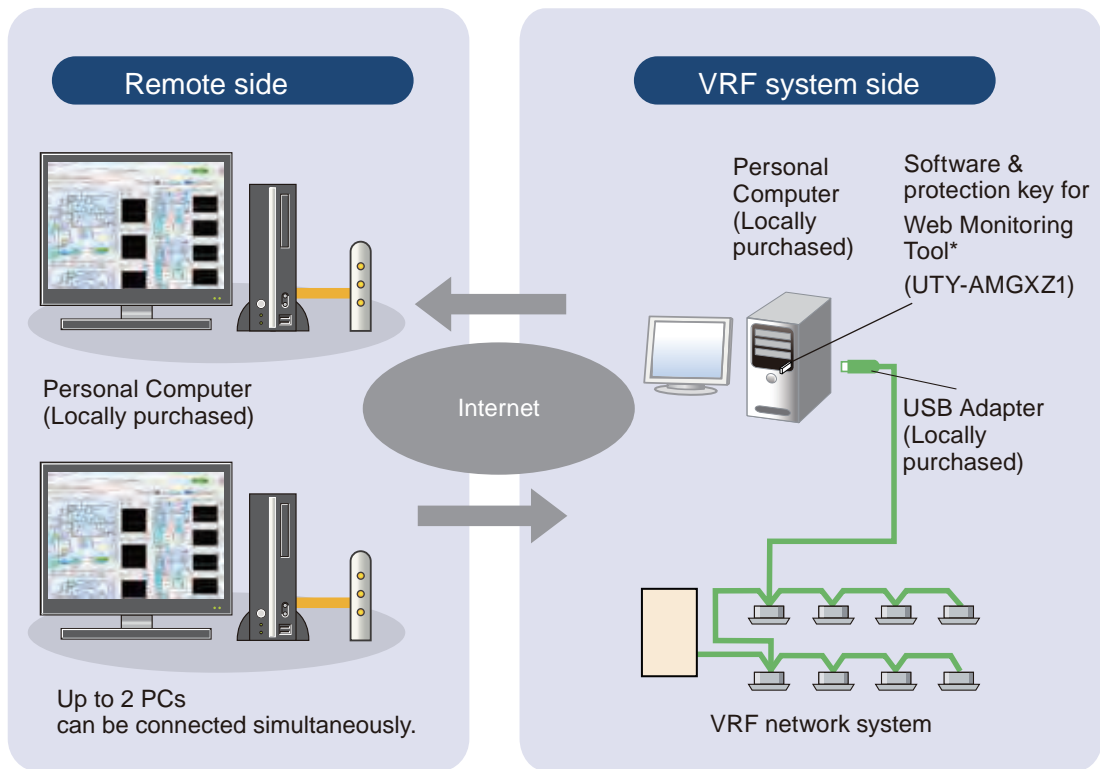 Remote side
Personal Computer
(Locally purchased)
Up to 2 PCs
can be connected simultaneously.
Internet
VRF system side
Personal
Computer
(Locally
purchased)
Software &
protection key for
Web Monitoring
Tool*
(UTY-AMGXZ1)
USB Adapter
(Locally
purchased)
VRF network system